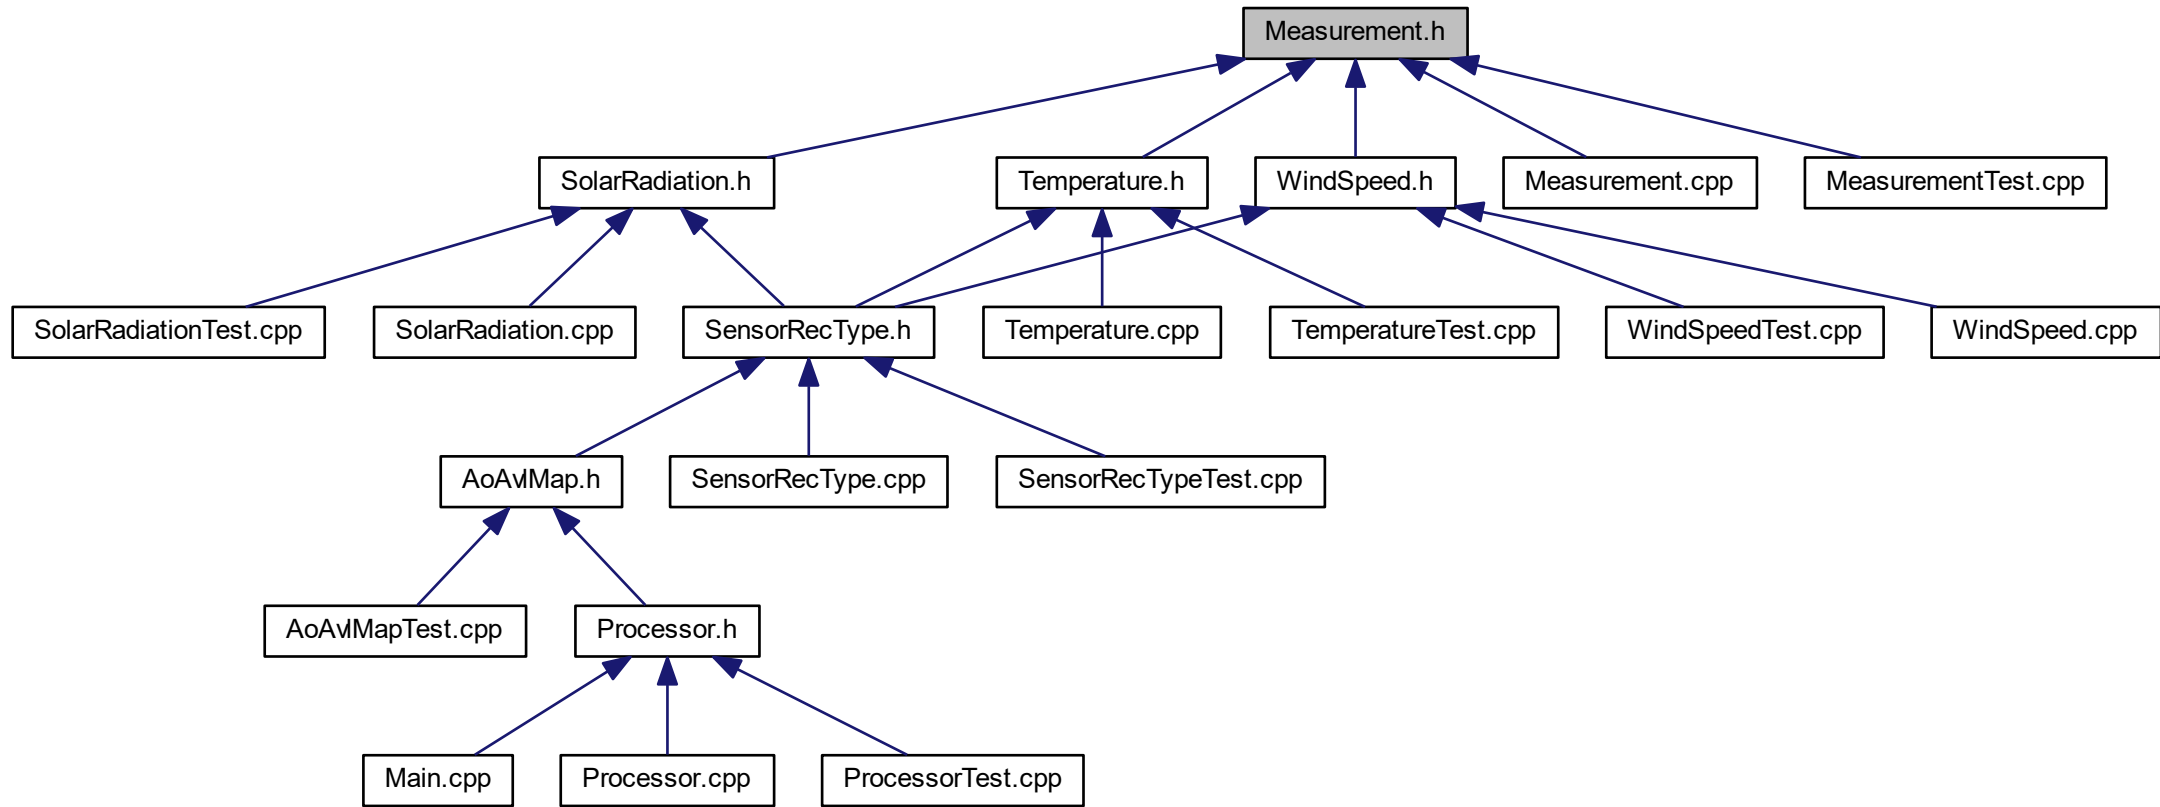 Measurement.h
SolarRadiation.h
Temperature.h
WindSpeed.h
Measurement.cpp
MeasurementTest.cpp
SolarRadiationTest.cpp
SolarRadiation.cpp
SensorRecType.h
Temperature.cpp
TemperatureTest.cpp
WindSpeedTest.cpp
WindSpeed.cpp
AoAvlMap.h
SensorRecType.cpp
SensorRecTypeTest.cpp
AoAvlMapTest.cpp
Processor.h
Main.cpp
Processor.cpp
ProcessorTest.cpp